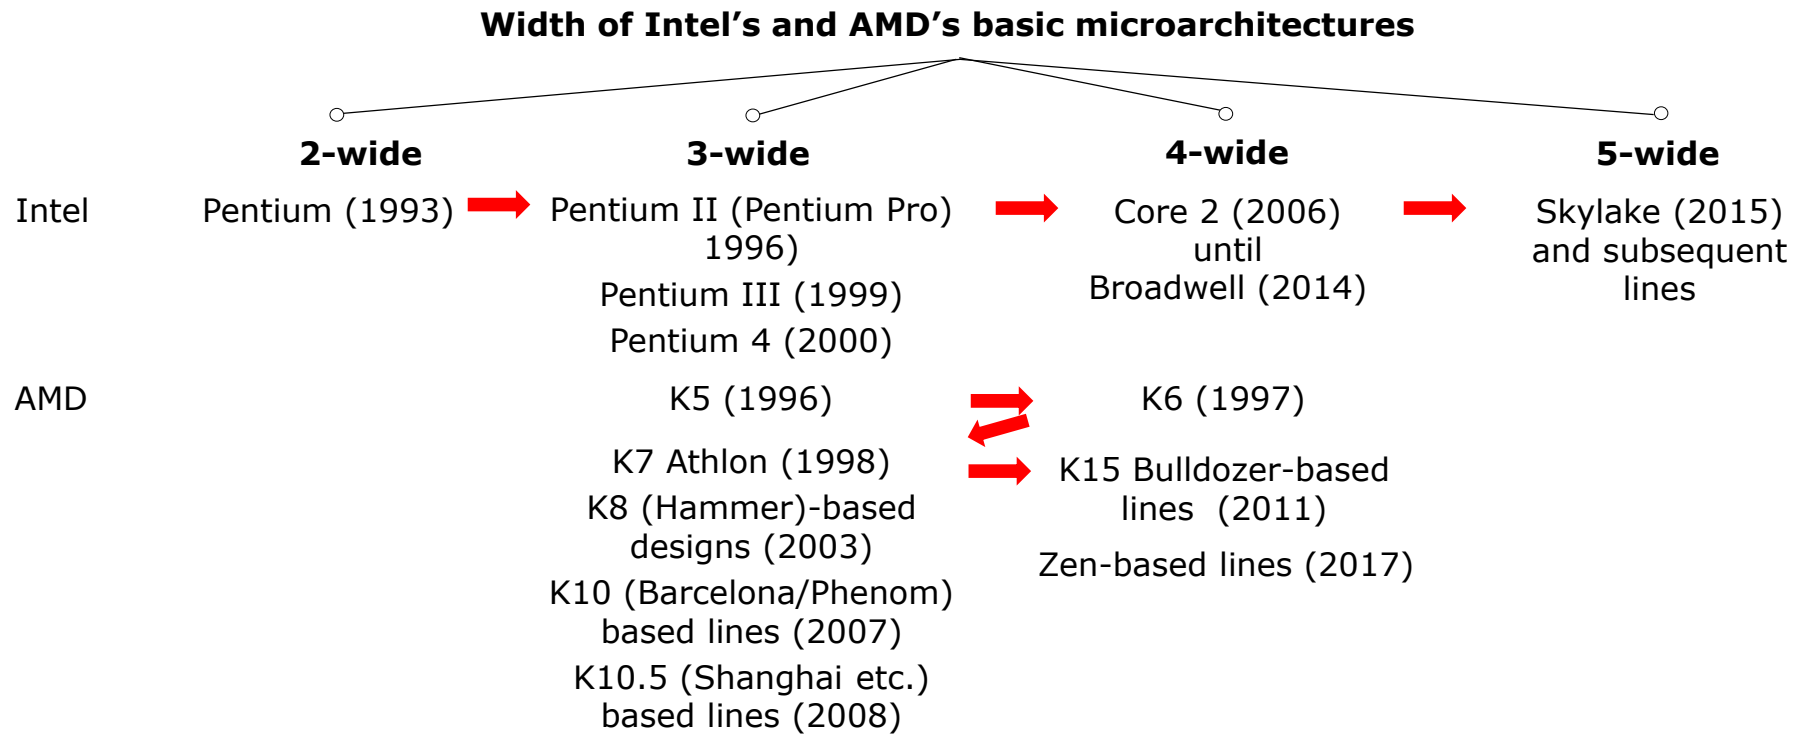 Width of Intel’s and AMD’s basic microarchitectures
2-wide
3-wide
4-wide
5-wide
Intel
Pentium (1993)
Pentium II (Pentium Pro)
1996)
Pentium III (1999)
Pentium 4 (2000)
Core 2 (2006)
until
Broadwell (2014)
Skylake (2015)
and subsequent
lines
AMD
K5 (1996)
K6 (1997)
K7 Athlon (1998)
K8 (Hammer)-based
designs (2003)
K10 (Barcelona/Phenom)
based lines (2007)
K10.5 (Shanghai etc.)
based lines (2008)
K15 Bulldozer-based
lines  (2011)
Zen-based lines (2017)